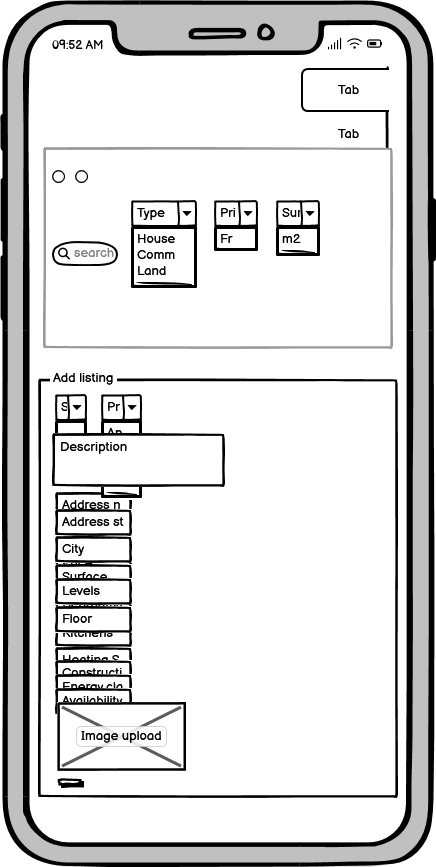 09:52 AM
Tab
Tab
Type
Pri
Sur
House
Comm
Land
Fr
m2
search
Add listing
S
Pr
Description
Address n
Address st
City
Surface
Levels
Floor
Kitchens
Heating S
Constructi
Energy cla
Availability
Image upload